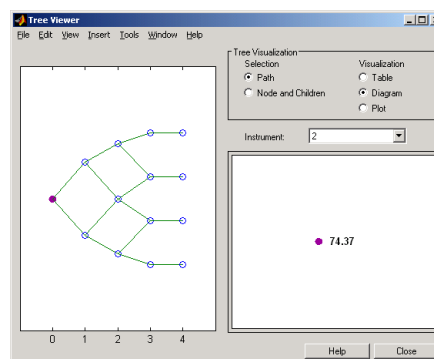 Tree Viewer
File Edit View Insert Tools Window Help
Tree Visualization
Selection
Visualization
Path
Table
Node and Children
Diagram
Plot
Instrument:
2
74.37
0 1 2 3 4
Help
Close